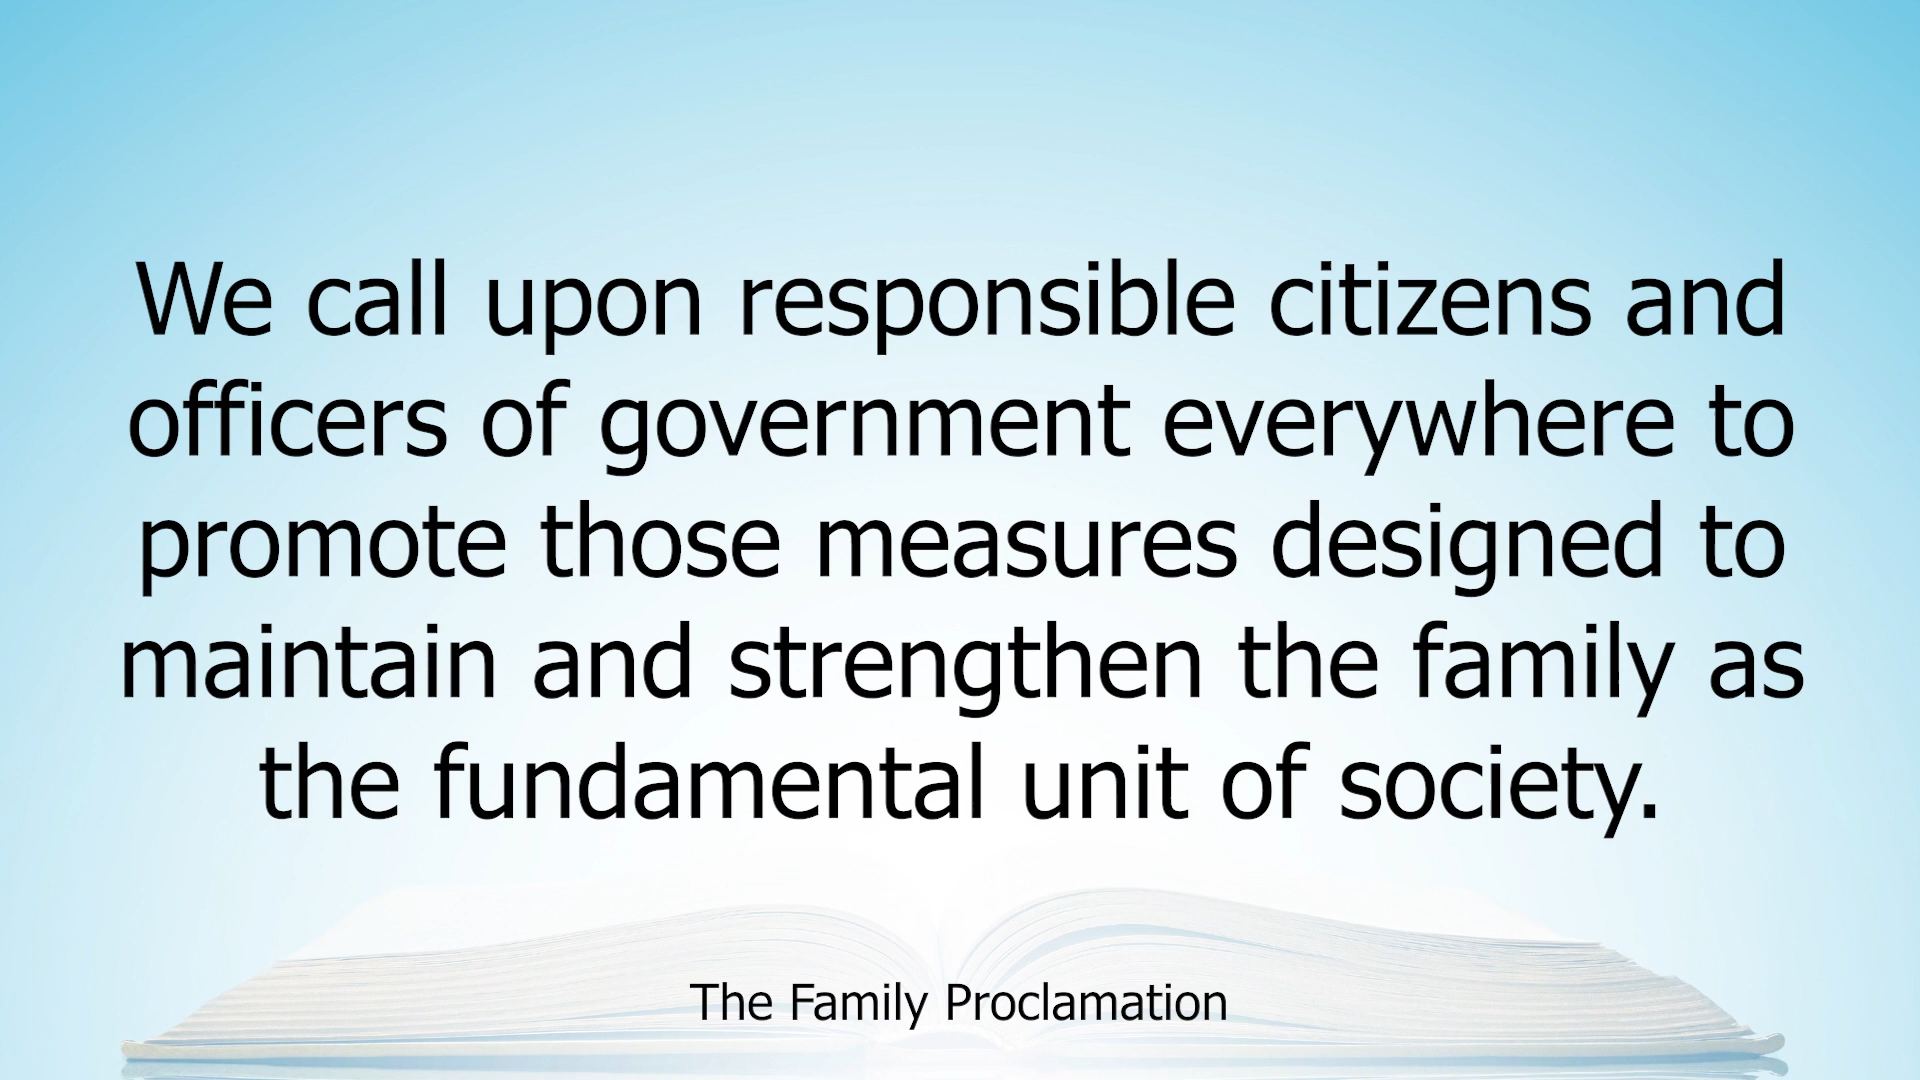 We call upon responsible citizens and
officers of government everywhere to
promote those measures designed to
maintain and strengthen the family as
the fundamental unit of society.
The Family Proclamation